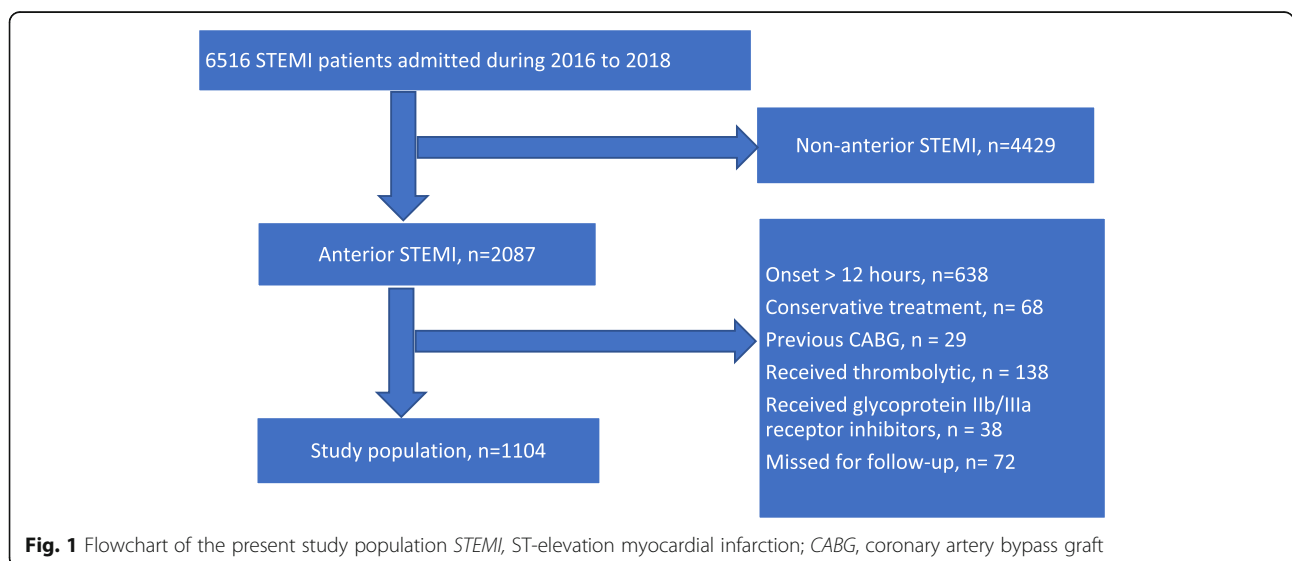 6516 STEMI patients admitted during 2016 to 2018
Non-anterior STEMI, n=4429
Anterior STEMI, n=2087
Onset > 12 hours, n=638
Conservative treatment, n= 68
Previous CABG, n = 29
Received thrombolytic, n = 138
Received glycoprotein IIb/IIIa
receptor inhibitors, n = 38
Missed for follow-up, n= 72
Study population, n=1104
Fig. 1 Flowchart of the present study population STEMI, ST-elevation myocardial infarction; CABG, coronary artery bypass graft